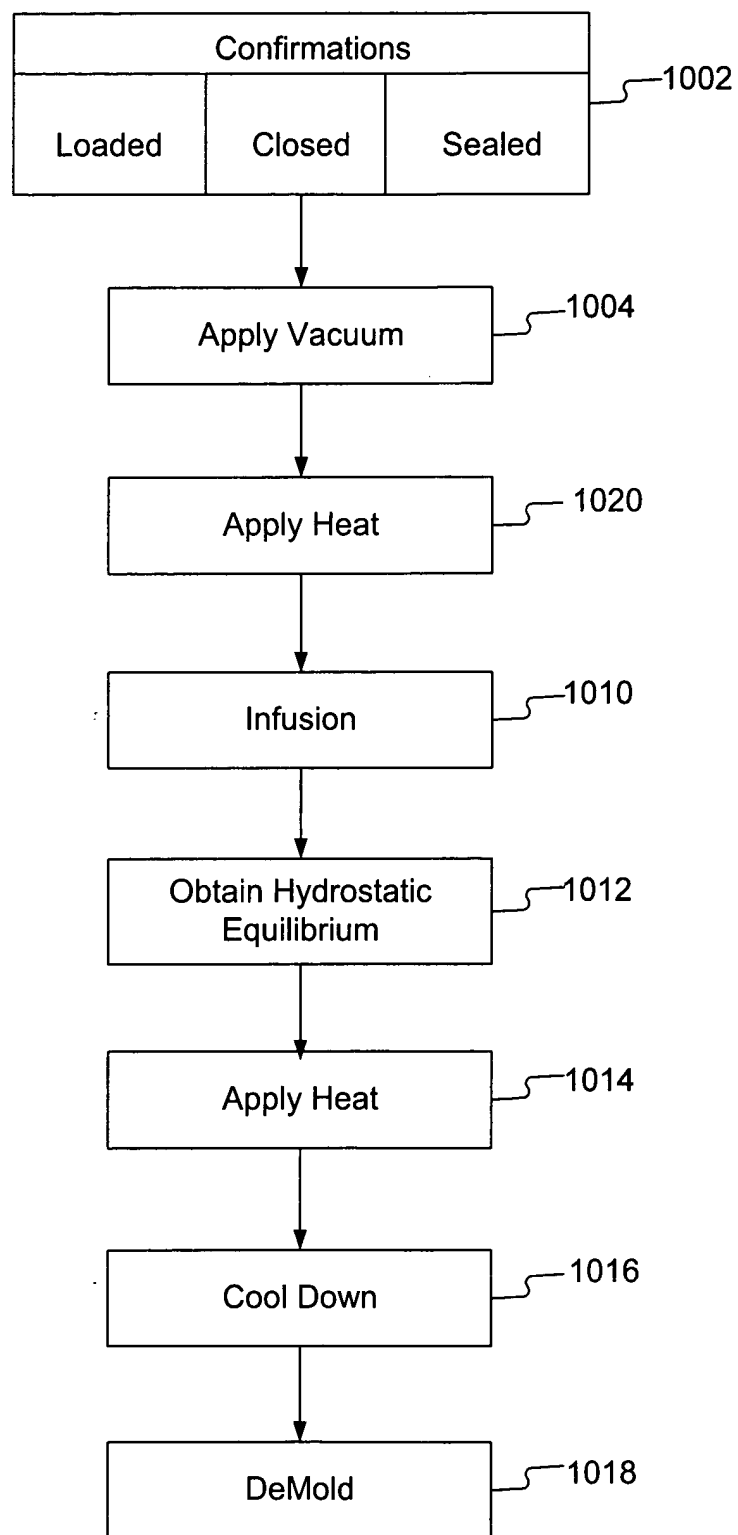 Confirmations
1002
Loaded Closed Sealed
1004
Apply Vacuum
1020
Apply Heat
1010
Infusion
Obtain Hydrostatic
1012
Equilibrium
1014
Apply Heat
1016
Cool Down
1018
DeMold